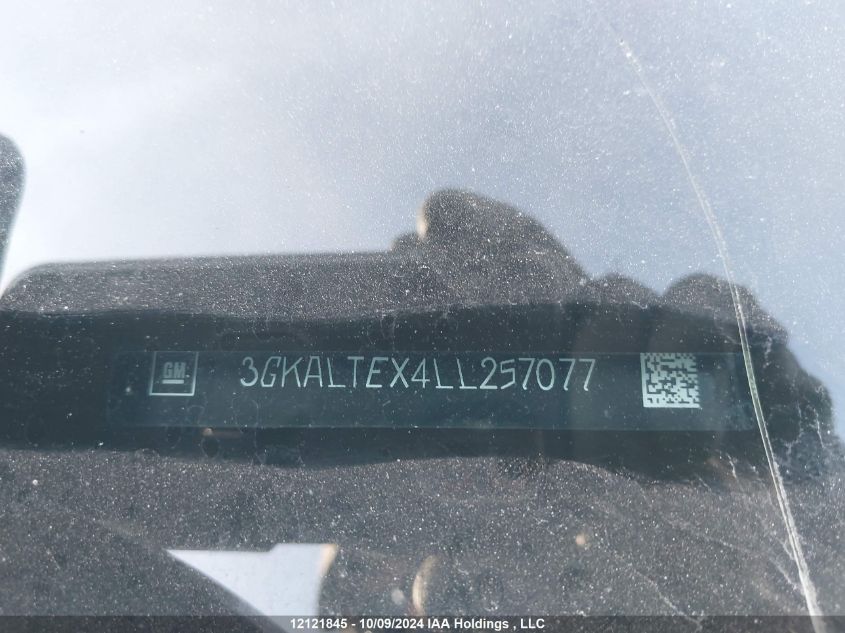 GM 3GKALTEX4LL257077
12121845 - 10/09/2024 IAA Holdings , LLC